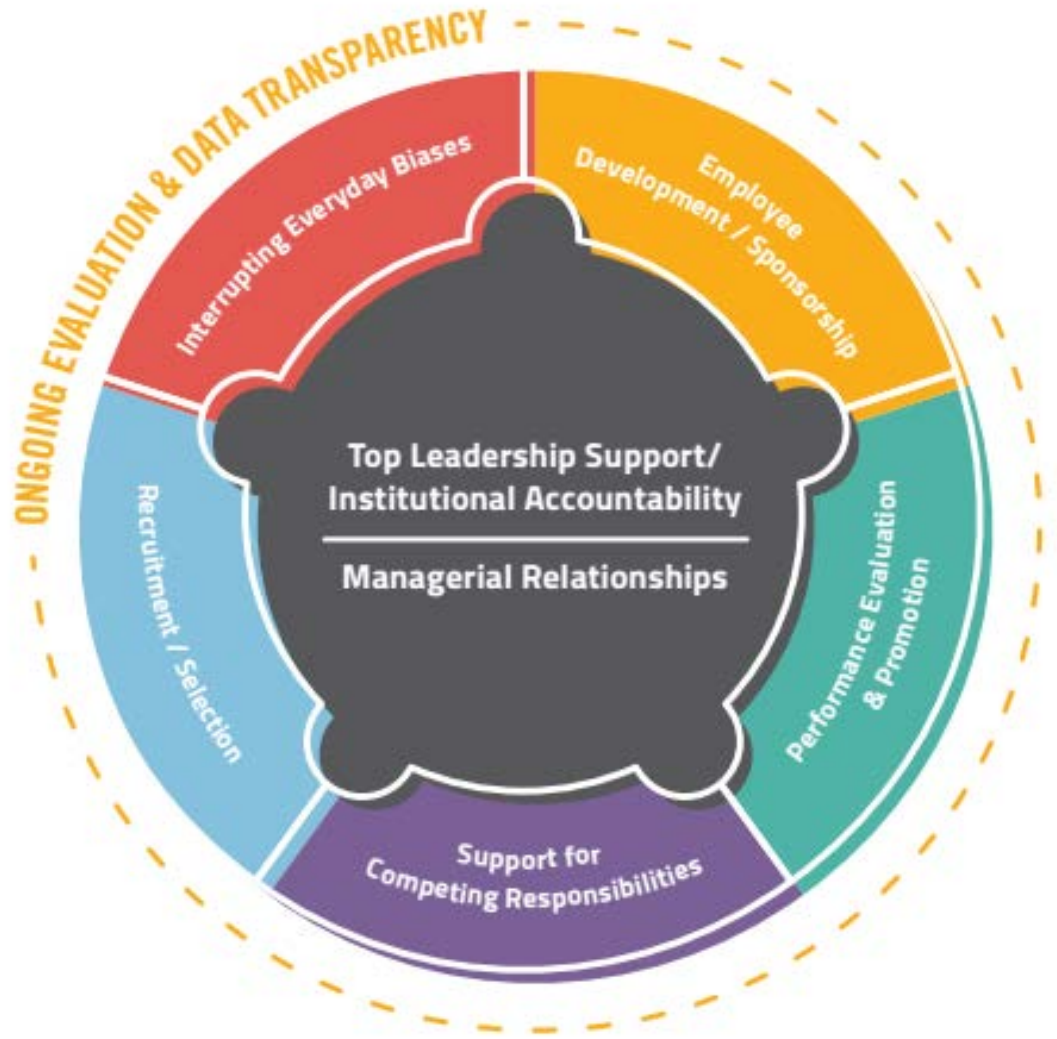 ONGOING EVALUATION & DATA TRANSPARENCY
Interrupting Everyday Biases
Employee
Development / Sponsorship
Top Leadership Support/
Institutional Accountability
Managerial Relationships
Recruitment / Selection
Performance Evaluation
& Promotion
Support for
Competing Responsibilities